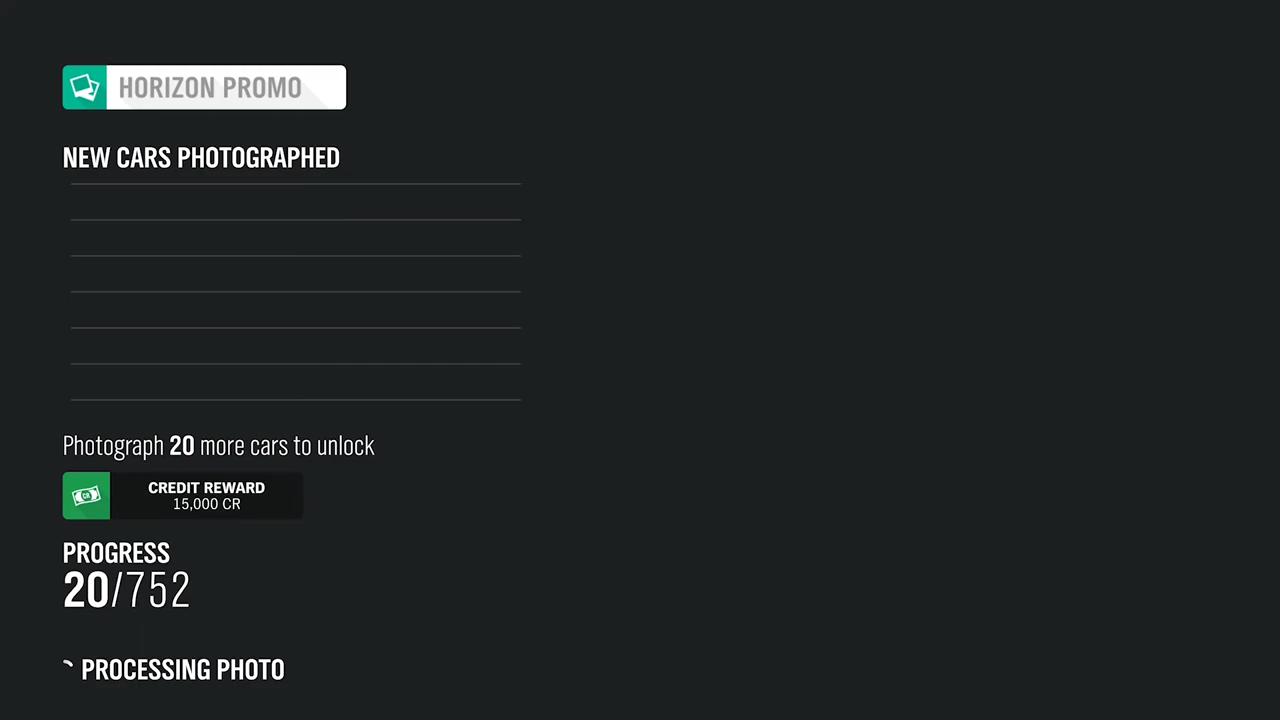 HORIZON PROMO
NEW CARS PHOTOGRAPHED
Photograph 20 more cars to unlock
CREDIT REWARD
15,000 CR
PROGRESS
20/752
PROCESSING PHOTO